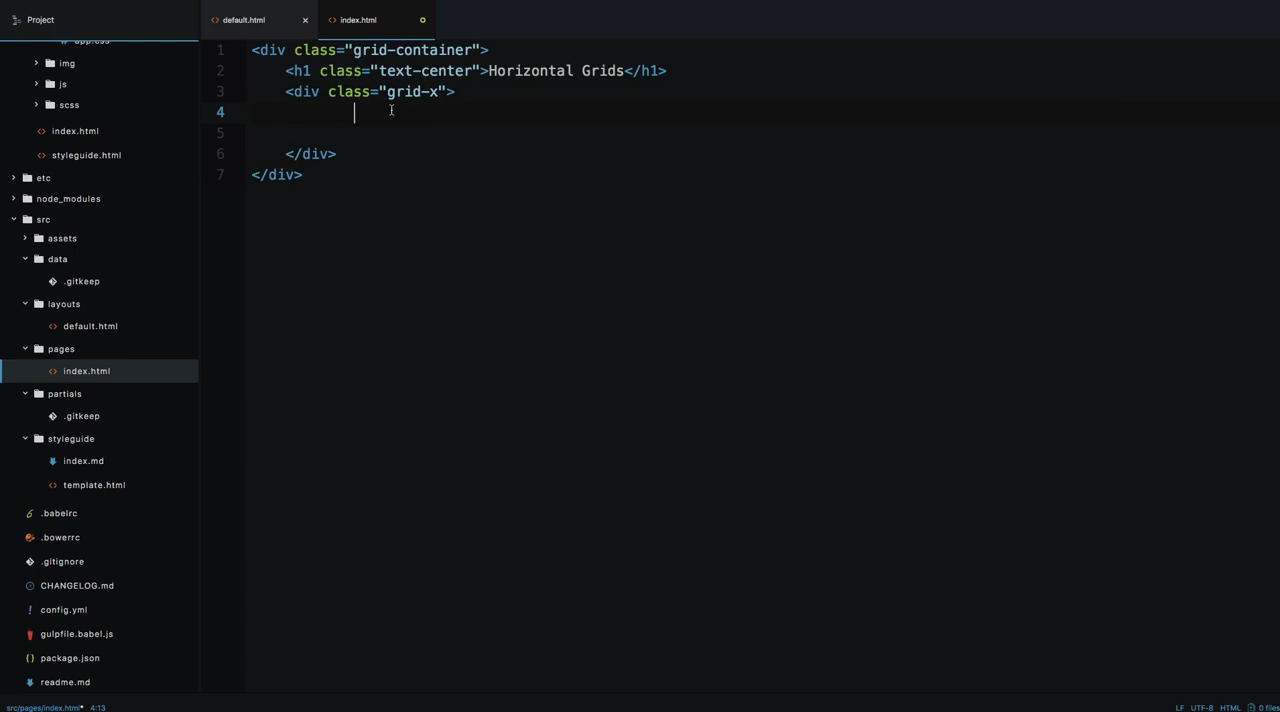 Project
default.html
index.html
app.css
img
js
scss
index.html
styleguide.html
etc
node_modules
src
assets
data
.gitkeep
layouts
default.html
pages
index.html
partials
.gitkeep
styleguide
index.md
template.html
.babelrc
.bowerrc
.gitignore
CHANGELOG.md
config.yml
gulpfile.babel.js
package.json
readme.md
1 <div class="grid-container">
2 <h1 class="text-center">Horizontal Grids</h1>
3 <div class="grid-x">
4
5
6 </div>
7 </div>
src/pages/index.html* 4:13
LF UTF-8 HTML 0 files